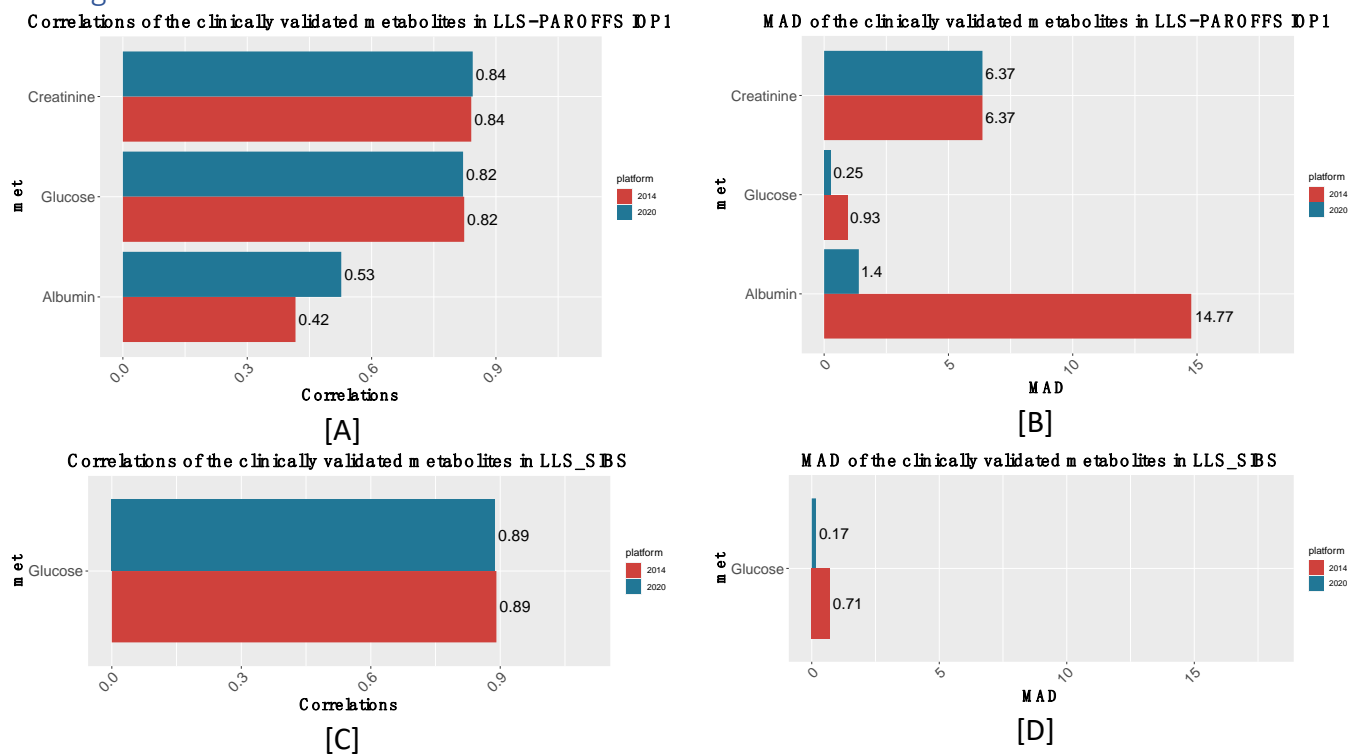 Correlations of the clinically validated metabolites in LLS-PAROFFS IOP1
Creatinine
Glucose
Albumin
met
0.84
0.84
0.82
0.82
0.53
0.42
0.0
0.3
0.6
0.9
Correlations
platform
2014
2020
[A]
MAD of the clinically validated metabolites in LLS-PAROFFS IOP1
Creatinine
Glucose
Albumin
met
6.37
6.37
0.25
0.93
1.4
14.77
0
5
10
15
MAD
platform
2014
2020
[B]
Correlations of the clinically validated metabolites in LLS_SIBS
Glucose
met
0.89
0.89
0.0
0.3
0.6
0.9
Correlations
platform
2014
2020
[C]
MAD of the clinically validated metabolites in LLS_SIBS
Glucose
met
0.17
0.71
0
5
10
15
MAD
platform
2014
2020
[D]